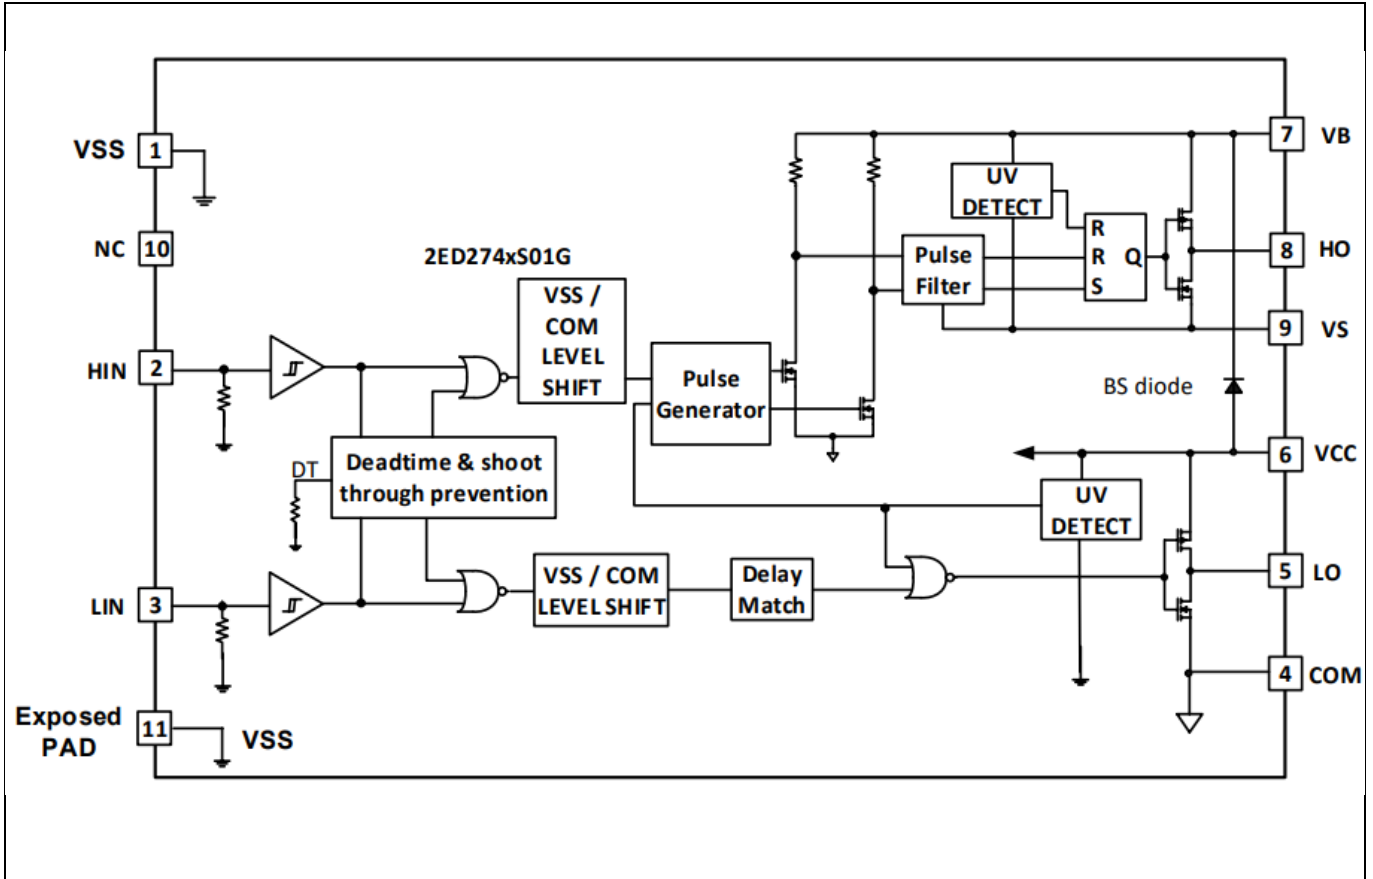 VSS 1
7 VB
UV
DETECT
NC 10
R
R Q
S
8 HO
2ED274xS01G
Pulse
Filter
VSS /
COM
LEVEL
SHIFT
9 VS
HIN 2
Pulse
Generator
BS diode
DT
Deadtime & shoot
through prevention
6 VCC
UV
DETECT
LIN 3
VSS / COM
LEVEL SHIFT
Delay
Match
5 LO
4 COM
Exposed
PAD
11
VSS